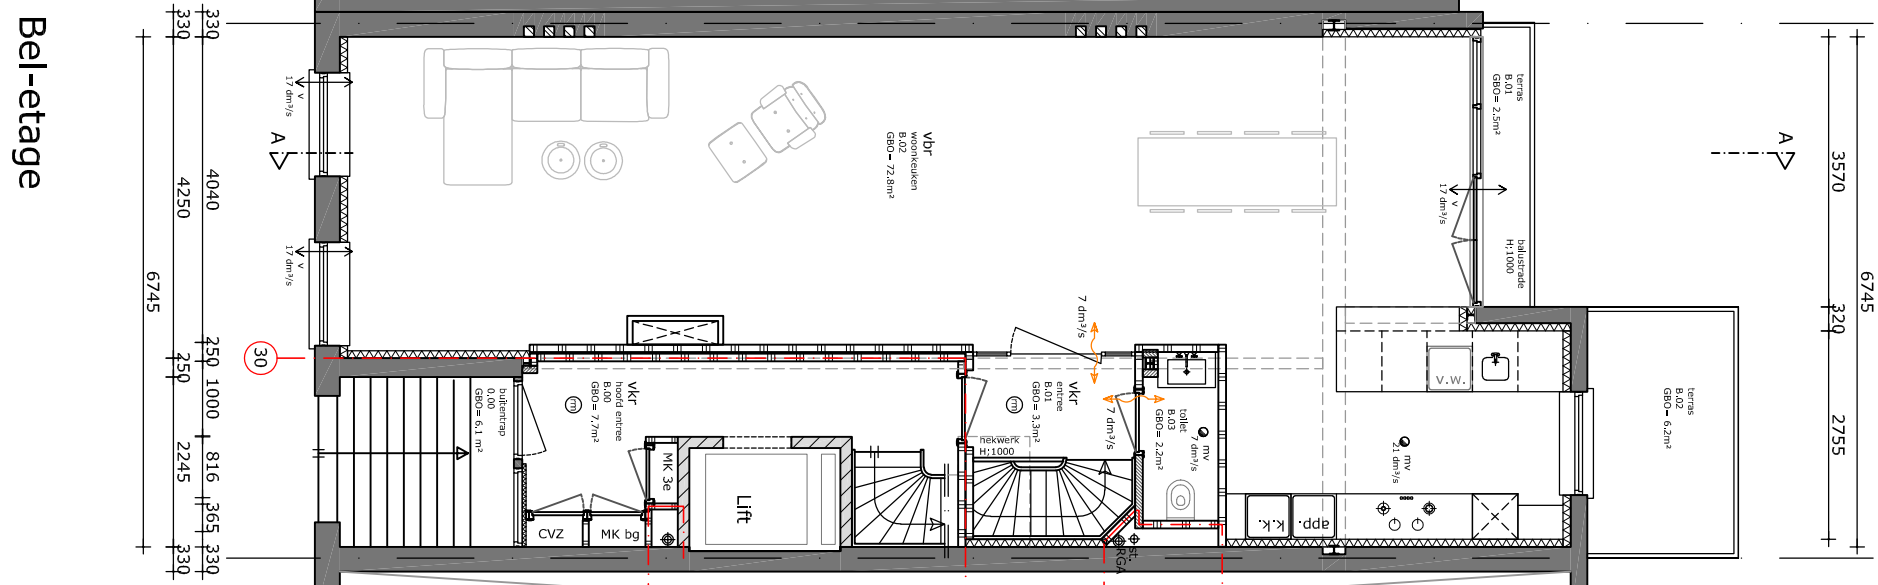 Bel-etage
330
330
4040
4250
6745
250
250
1000
2245
816
365
330
330
30
A
17 dm³/s
v
17 dm³/s
v
vbr
woonkeuken
B.02
GBO= 72.8m²
terras
B.01
GBO= 2.5m²
17 dm³/s
v
balustrade
H;1000
A
3570
6745
320
2755
buitentrap
0.00
GBO= 6.1 m²
vkr
hoofd entree
B.00
GBO= 7.7m²
rm
MK 3e
Lift
CVZ
MK bg
vkr
entree
B.01
GBO= 3.3m²
rm
hekwerk
H;1000
7 dm³/s
7 dm³/s
toilet
B.03
GBO= 2.2m²
mv
7 dm³/s
st.
RGA
k.k.
app.
v.w.
mv
21 dm³/s
terras
B.02
GBO= 6.2m²